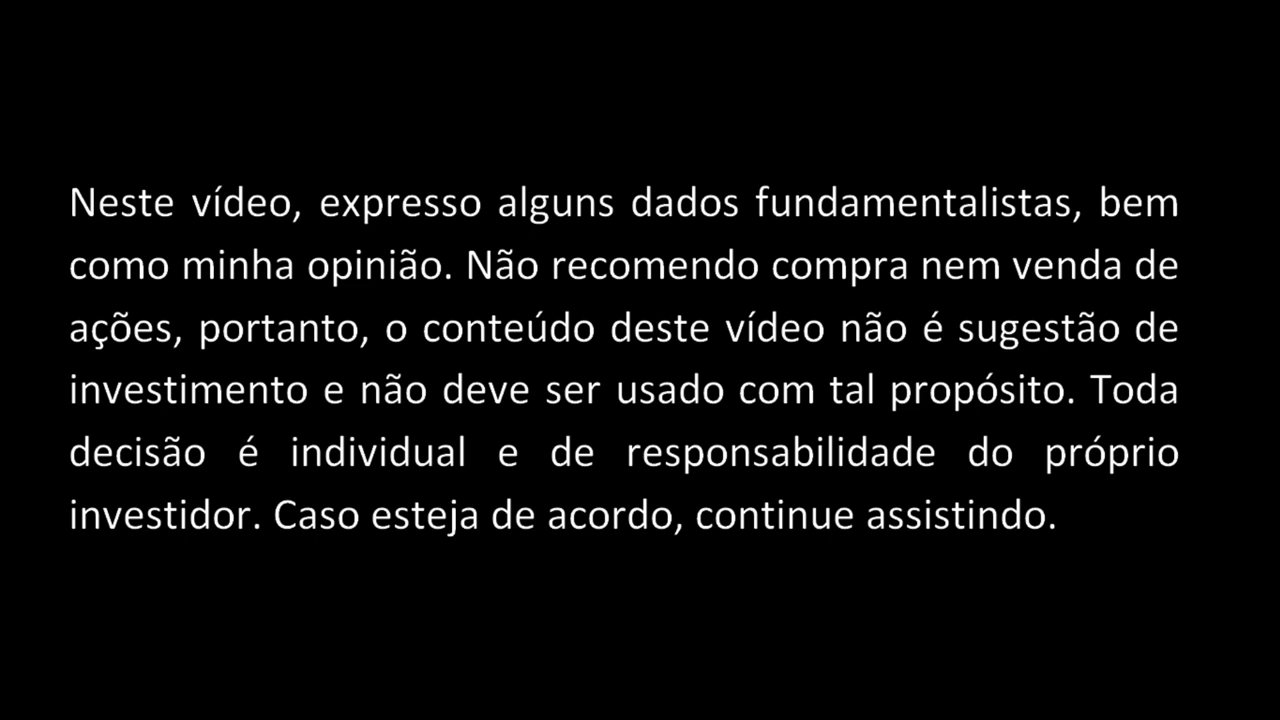 Neste vídeo, expresso alguns dados fundamentalistas, bem
como minha opinião. Não recomendo compra nem venda de
ações, portanto, o conteúdo deste vídeo não é sugestão de
investimento e não deve ser usado com tal propósito. Toda
decisão é individual e de responsabilidade do próprio
investidor. Caso esteja de acordo, continue assistindo.